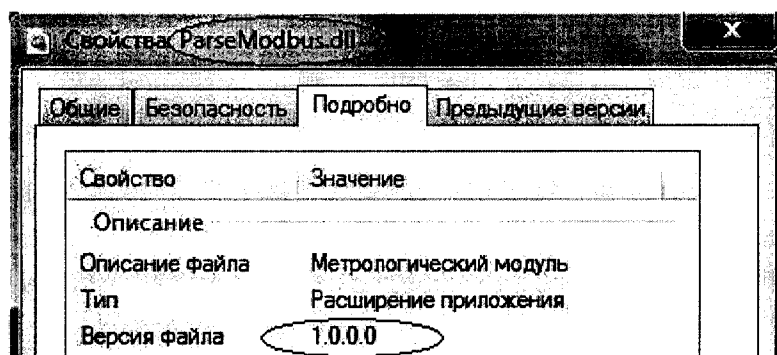 Свойства: ParseModbus.dll
X
Общие Безопасность Подробно Предыдущие версии
Свойство Значение
Описание
Описание файла Метрологический модуль
Тип Расширение приложения
Версия файла 1.0.0.0